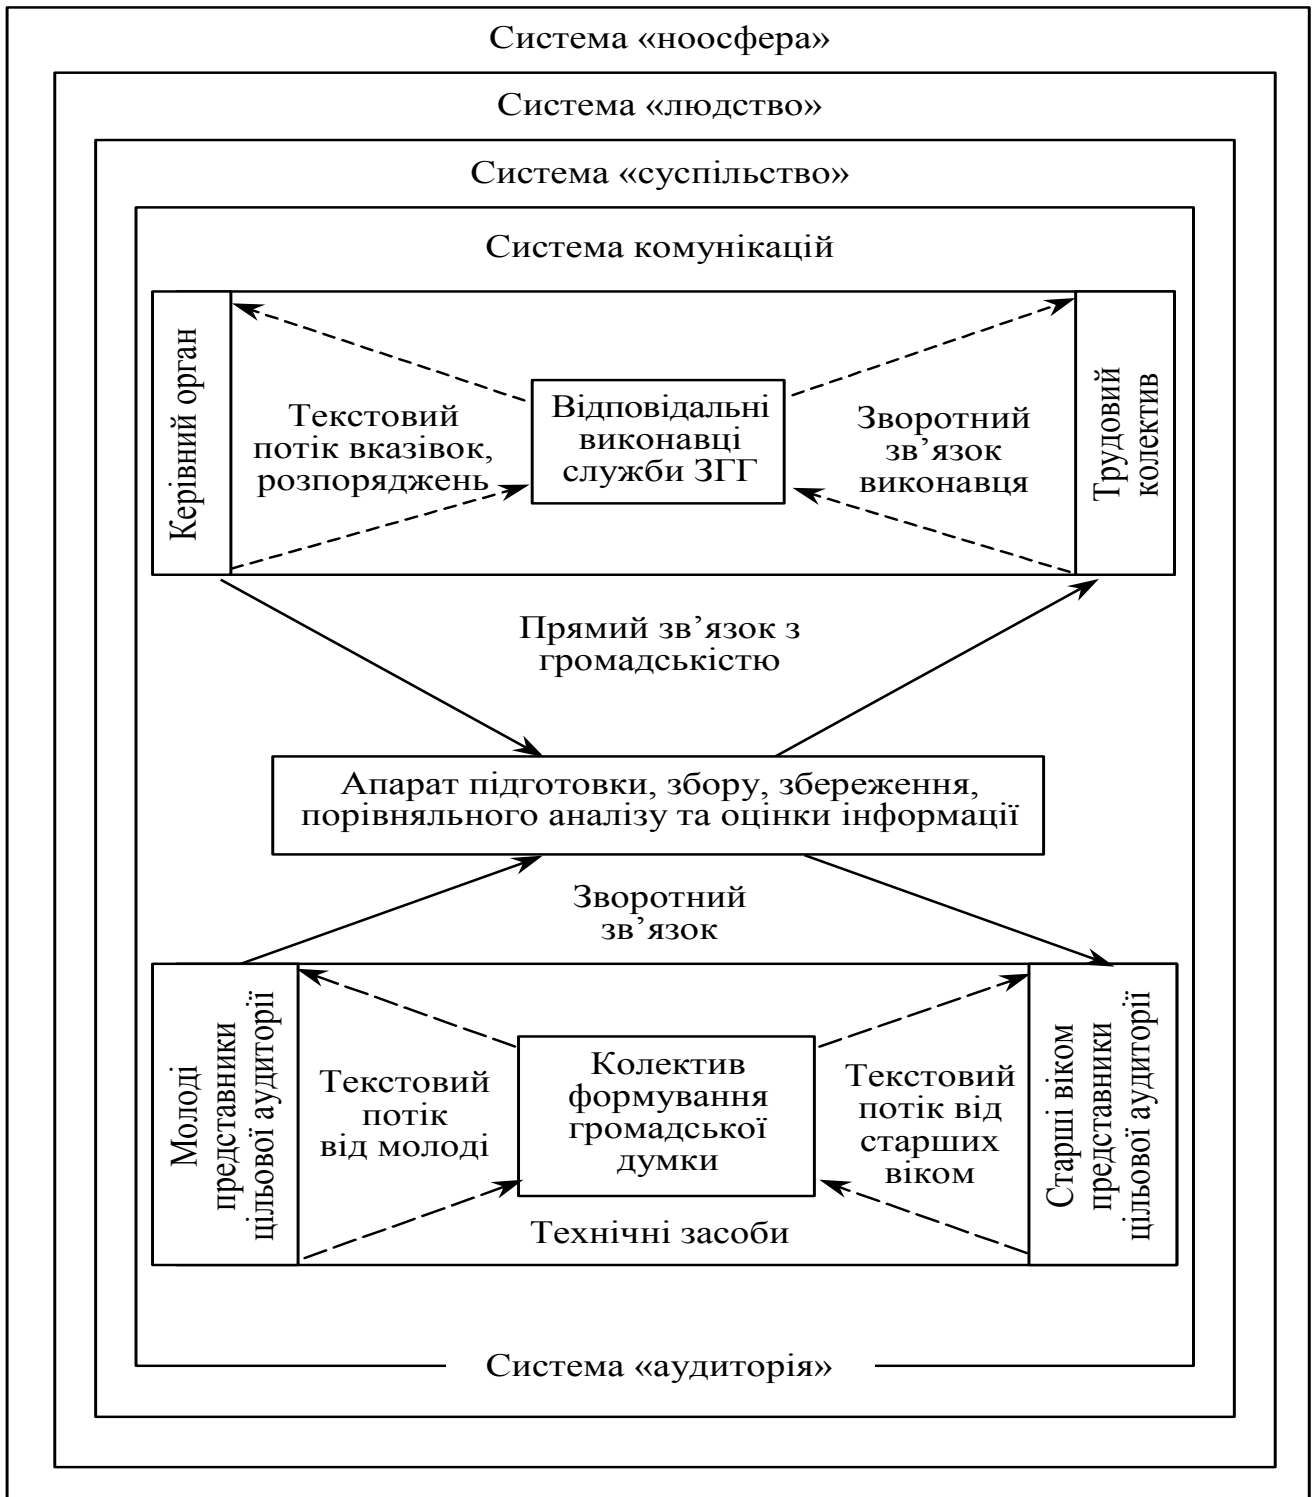 Система «ноосфера»
Система «людство»
Система «суспільство»
Система комунікацій
Керівний орган
Текстовий
потік вказівок,
розпоряджень
Відповідальні
виконавці
служби ЗГГ
Зворотний
зв’язок
виконавця
Трудовий
колектив
Прямий зв’язок з
громадськістю
Апарат підготовки, збору, збереження,
порівняльного аналізу та оцінки інформації
Зворотний
зв’язок
Молоді
представники
цільової аудиторії
Текстовий
потік
від молоді
Колектив
формування
громадської
думки
Текстовий
потік від
старших
віком
Старші віком
представники
цільової аудиторії
Технічні засоби
Система «аудиторія»